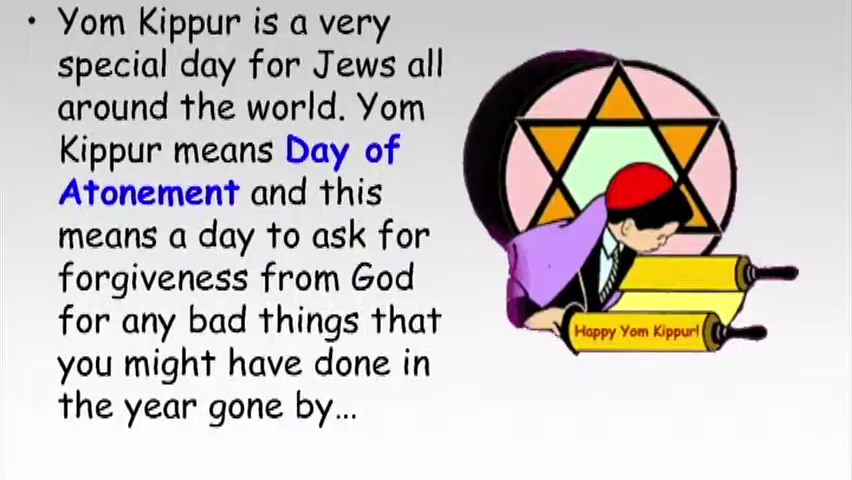 • Yom Kippur is a very
special day for Jews all
around the world. Yom
Kippur means Day of
Atonement and this
means a day to ask for
forgiveness from God
for any bad things that
you might have done in
the year gone by...
Happy Yom Kippur!